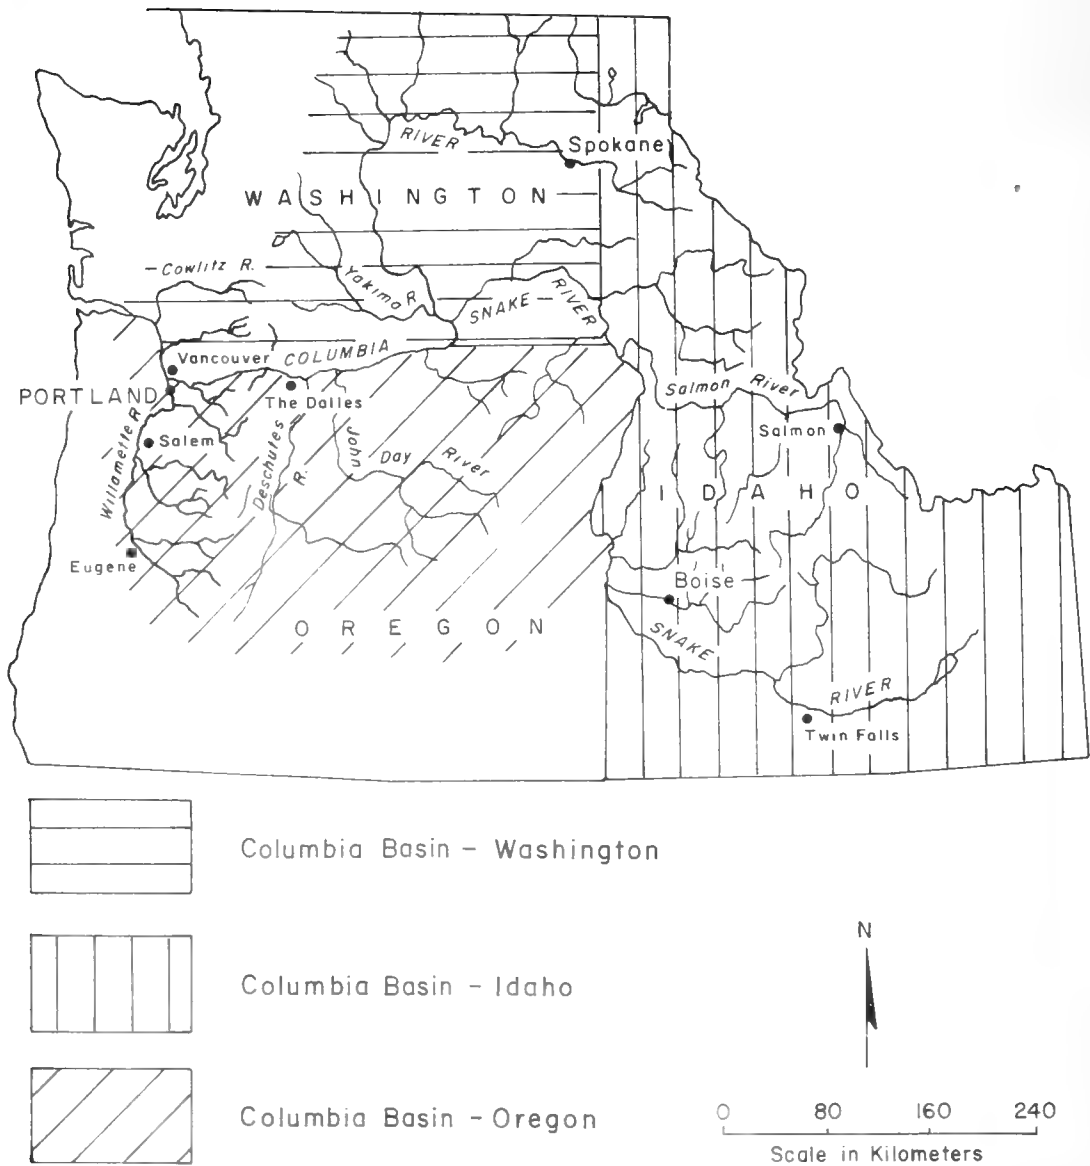 RIVER
Spokane
WASHINGTON
Cowlitz R.
Yakima R.
SNAKE RIVER
Vancouver
COLUMBIA
PORTLAND
The Dalles
Salmon River
Willamette R.
Salem
Deschutes R.
John Day River
Salmon
IDAHO
Eugene
Boise
OREGON
SNAKE RIVER
Twin Falls
Columbia Basin - Washington
N
Columbia Basin - Idaho
Columbia Basin - Oregon
0 80 160 240
Scale in Kilometers